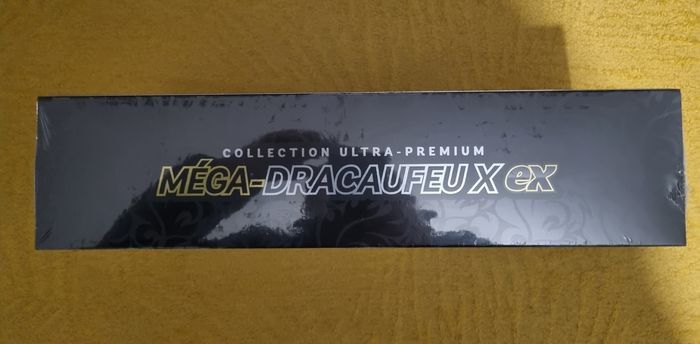 COLLECTION ULTRA-PREMIUM
MÉGA-DRACAUFEU X ex